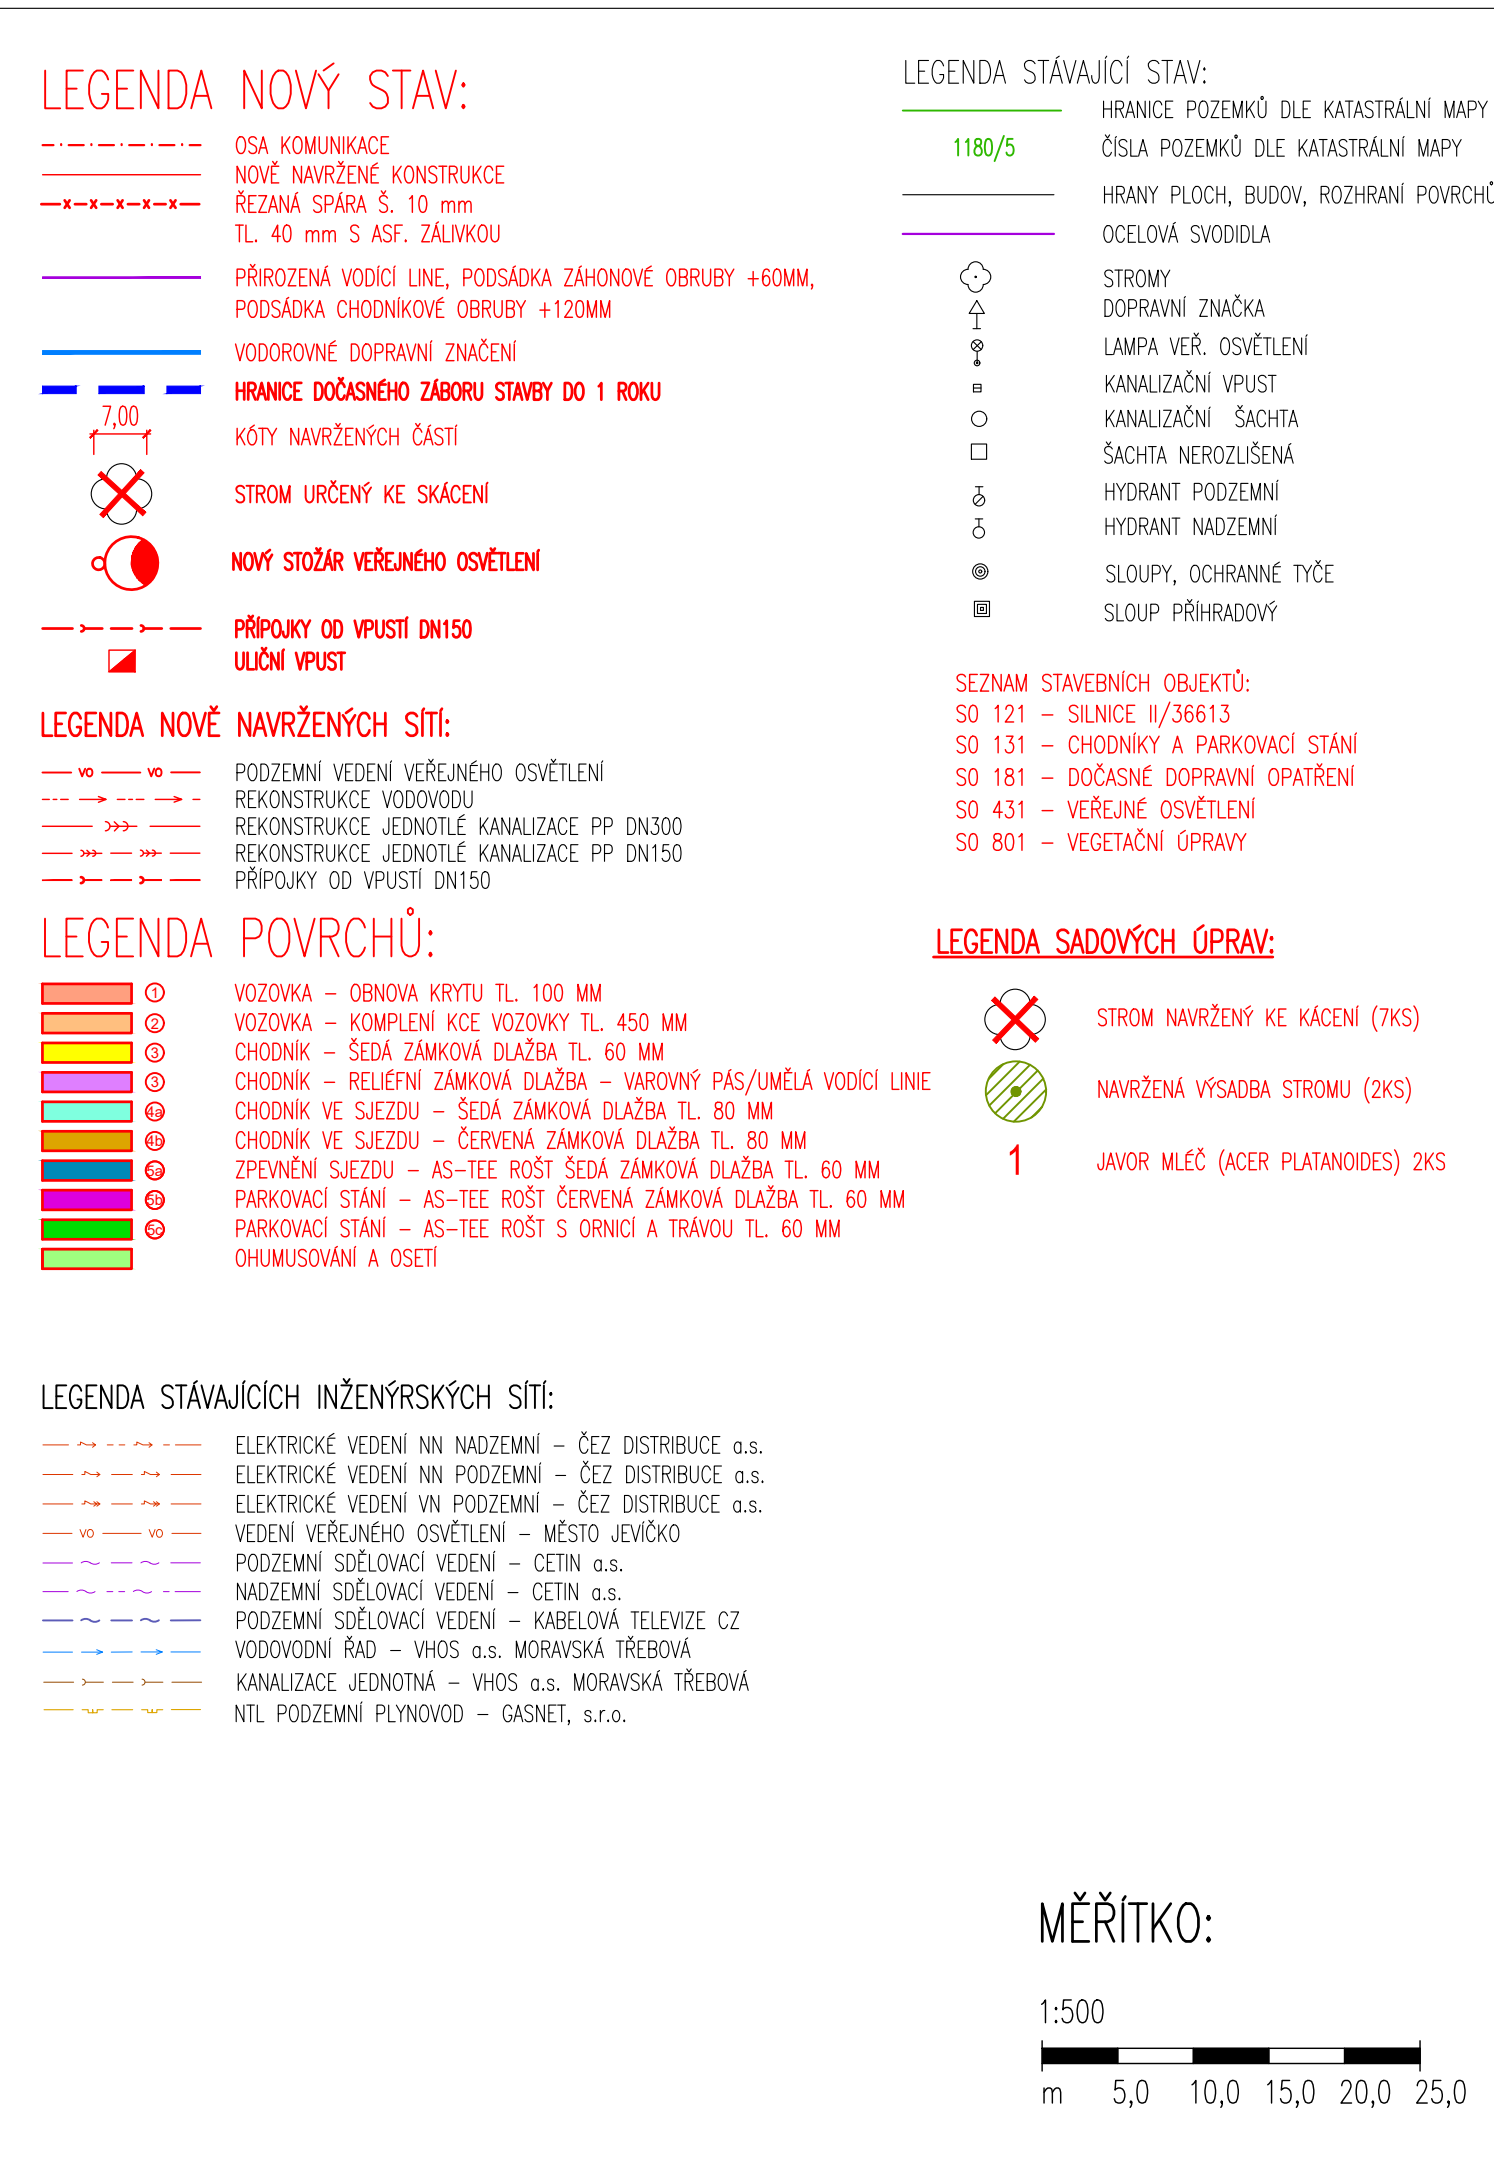 LEGENDA NOVÝ STAV:
OSA KOMUNIKACE
NOVĚ NAVRŽENÉ KONSTRUKCE
ŘEZANÁ SPÁRA Š. 10 mm
TL. 40 mm S ASF. ZÁLIVKOU
PŘIROZENÁ VODÍCÍ LINE, PODSÁDKA ZÁHONOVÉ OBRUBY +60MM,
PODSÁDKA CHODNÍKOVÉ OBRUBY +120MM
VODOROVNÉ DOPRAVNÍ ZNAČENÍ
HRANICE DOČASNÉHO ZÁBORU STAVBY DO 1 ROKU
7,00
KÓTY NAVRŽENÝCH ČÁSTÍ
STROM URČENÝ KE SKÁCENÍ
NOVÝ STOŽÁR VEŘEJNÉHO OSVĚTLENÍ
PŘÍPOJKY OD VPUSTÍ DN150
ULIČNÍ VPUST
LEGENDA NOVĚ NAVRŽENÝCH SÍTÍ:
VO VO PODZEMNÍ VEDENÍ VEŘEJNÉHO OSVĚTLENÍ
REKONSTRUKCE VODOVODU
REKONSTRUKCE JEDNOTLÉ KANALIZACE PP DN300
REKONSTRUKCE JEDNOTLÉ KANALIZACE PP DN150
PŘÍPOJKY OD VPUSTÍ DN150
LEGENDA POVRCHŮ:
1 VOZOVKA – OBNOVA KRYTU TL. 100 MM
2 VOZOVKA – KOMPLENÍ KCE VOZOVKY TL. 450 MM
3 CHODNÍK – ŠEDÁ ZÁMKOVÁ DLAŽBA TL. 60 MM
3 CHODNÍK – RELIÉFNÍ ZÁMKOVÁ DLAŽBA – VAROVNÝ PÁS/UMĚLÁ VODÍCÍ LINIE
4a CHODNÍK VE SJEZDU – ŠEDÁ ZÁMKOVÁ DLAŽBA TL. 80 MM
4b CHODNÍK VE SJEZDU – ČERVENÁ ZÁMKOVÁ DLAŽBA TL. 80 MM
5a ZPEVNĚNÍ SJEZDU – AS–TEE ROŠT ŠEDÁ ZÁMKOVÁ DLAŽBA TL. 60 MM
5b PARKOVACÍ STÁNÍ – AS–TEE ROŠT ČERVENÁ ZÁMKOVÁ DLAŽBA TL. 60 MM
5c PARKOVACÍ STÁNÍ – AS–TEE ROŠT S ORNICÍ A TRÁVOU TL. 60 MM
OHUMUSOVÁNÍ A OSETÍ
LEGENDA STÁVAJÍCÍCH INŽENÝRSKÝCH SÍTÍ:
ELEKTRICKÉ VEDENÍ NN NADZEMNÍ – ČEZ DISTRIBUCE a.s.
ELEKTRICKÉ VEDENÍ NN PODZEMNÍ – ČEZ DISTRIBUCE a.s.
ELEKTRICKÉ VEDENÍ VN PODZEMNÍ – ČEZ DISTRIBUCE a.s.
VO VO VEDENÍ VEŘEJNÉHO OSVĚTLENÍ – MĚSTO JEVÍČKO
PODZEMNÍ SDĚLOVACÍ VEDENÍ – CETIN a.s.
NADZEMNÍ SDĚLOVACÍ VEDENÍ – CETIN a.s.
PODZEMNÍ SDĚLOVACÍ VEDENÍ – KABELOVÁ TELEVIZE CZ
VODOVODNÍ ŘAD – VHOS a.s. MORAVSKÁ TŘEBOVÁ
KANALIZACE JEDNOTNÁ – VHOS a.s. MORAVSKÁ TŘEBOVÁ
NTL PODZEMNÍ PLYNOVOD – GASNET, s.r.o.
LEGENDA STÁVAJÍCÍ STAV:
HRANICE POZEMKŮ DLE KATASTRÁLNÍ MAPY
1180/5 ČÍSLA POZEMKŮ DLE KATASTRÁLNÍ MAPY
HRANY PLOCH, BUDOV, ROZHRANÍ POVRCHŮ
OCELOVÁ SVODIDLA
STROMY
DOPRAVNÍ ZNAČKA
LAMPA VEŘ. OSVĚTLENÍ
KANALIZAČNÍ VPUST
KANALIZAČNÍ ŠACHTA
ŠACHTA NEROZLIŠENÁ
HYDRANT PODZEMNÍ
HYDRANT NADZEMNÍ
SLOUPY, OCHRANNÉ TYČE
SLOUP PŘÍHRADOVÝ
SEZNAM STAVEBNÍCH OBJEKTŮ:
SO 121 – SILNICE II/36613
SO 131 – CHODNÍKY A PARKOVACÍ STÁNÍ
SO 181 – DOČASNÉ DOPRAVNÍ OPATŘENÍ
SO 431 – VEŘEJNÉ OSVĚTLENÍ
SO 801 – VEGETAČNÍ ÚPRAVY
LEGENDA SADOVÝCH ÚPRAV:
STROM NAVRŽENÝ KE KÁCENÍ (7KS)
NAVRŽENÁ VÝSADBA STROMU (2KS)
1 JAVOR MLÉČ (ACER PLATANOIDES) 2KS
MĚŘÍTKO:
1:500
m 5,0 10,0 15,0 20,0 25,0